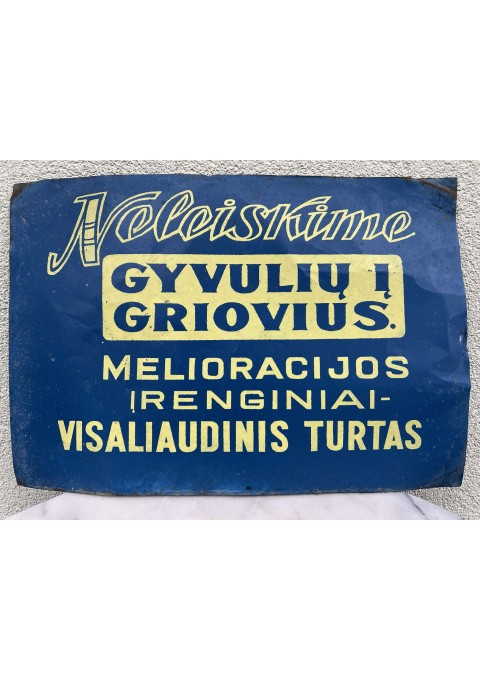 Neleiskime
GYVULIŲ Į
GRIOVIUS.
MELIORACIJOS
ĮRENGINIAI-
VISALIAUDINIS TURTAS